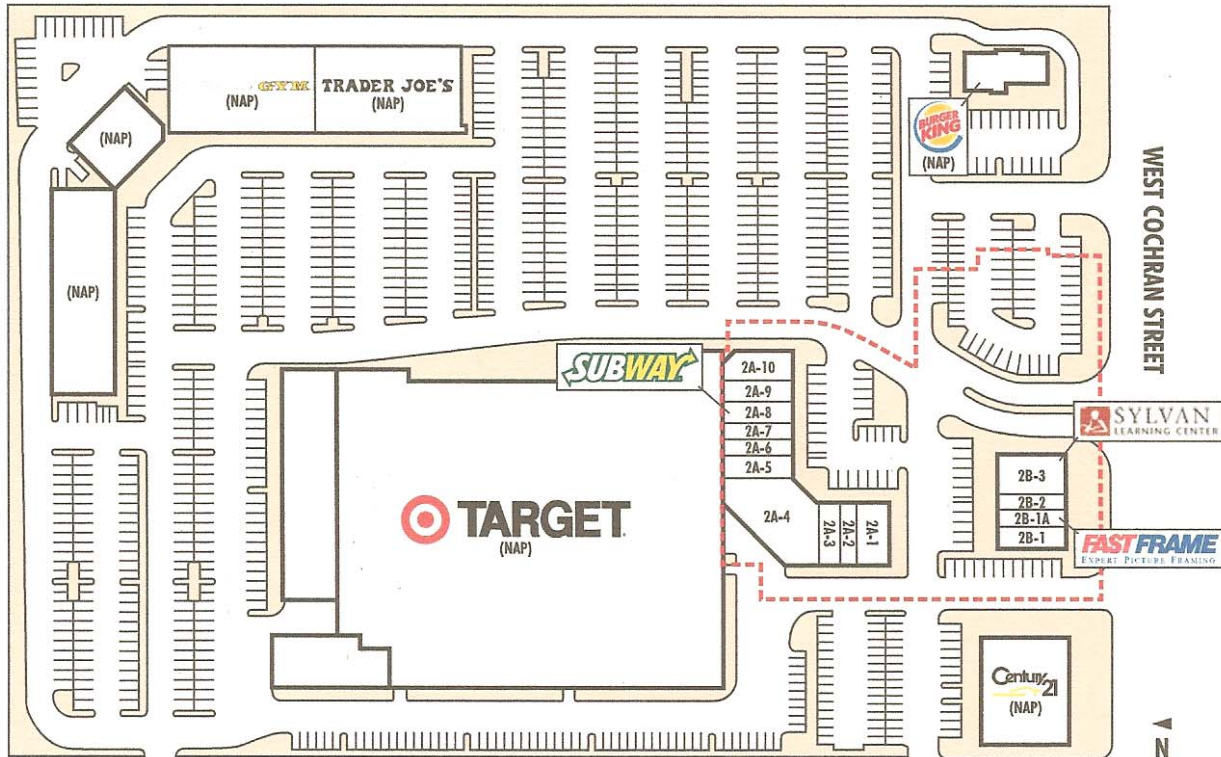 GYM
(NAP)
TRADER JOE'S
(NAP)
(NAP)
(NAP)
BURGER
KING
(NAP)
WEST COCHRAN STREET
SUBWAY
2A-10
2A-9
2A-8
2A-7
2A-6
2A-5
2A-4
2A-3
2A-2
2A-1
TARGET
(NAP)
SYLVAN
LEARNING CENTER
2B-3
2B-2
2B-1A
2B-1
FASTFRAME
EXPERT PICTURE FRAMING
Century 21
(NAP)
N